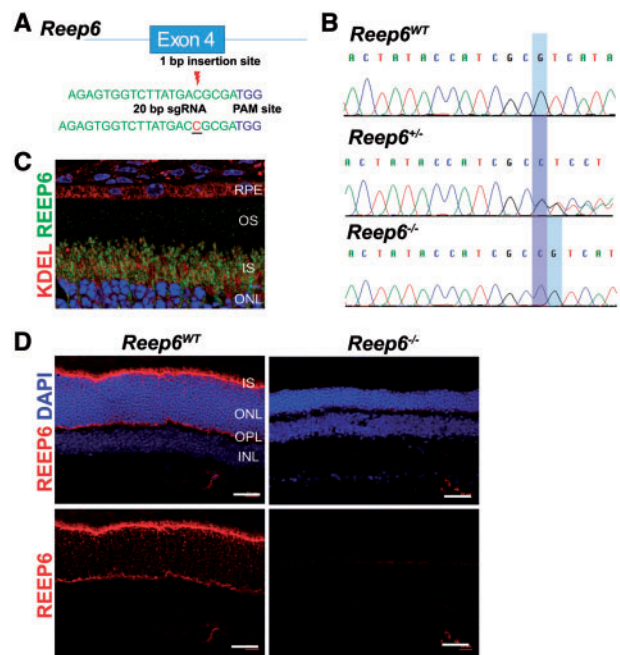 A
Reep6
Exon 4
1 bp insertion site
AGAGTGGTCTTATGACGCGATGG
20 bp sgRNA PAM site
AGAGTGGTCTTATGACCGCGATGG
B
Reep6WT
A C T A T A C C A T C G C G T C A T A
Reep6+/-
A C T A T A C C A T C G C C T C C T
Reep6-/-
A C T A T A C C A T C G C C G T C A T
C
KDEL REEP6
RPE
OS
IS
ONL
D
Reep6WT
Reep6-/-
REEP6 DAPI
IS
ONL
OPL
INL
REEP6